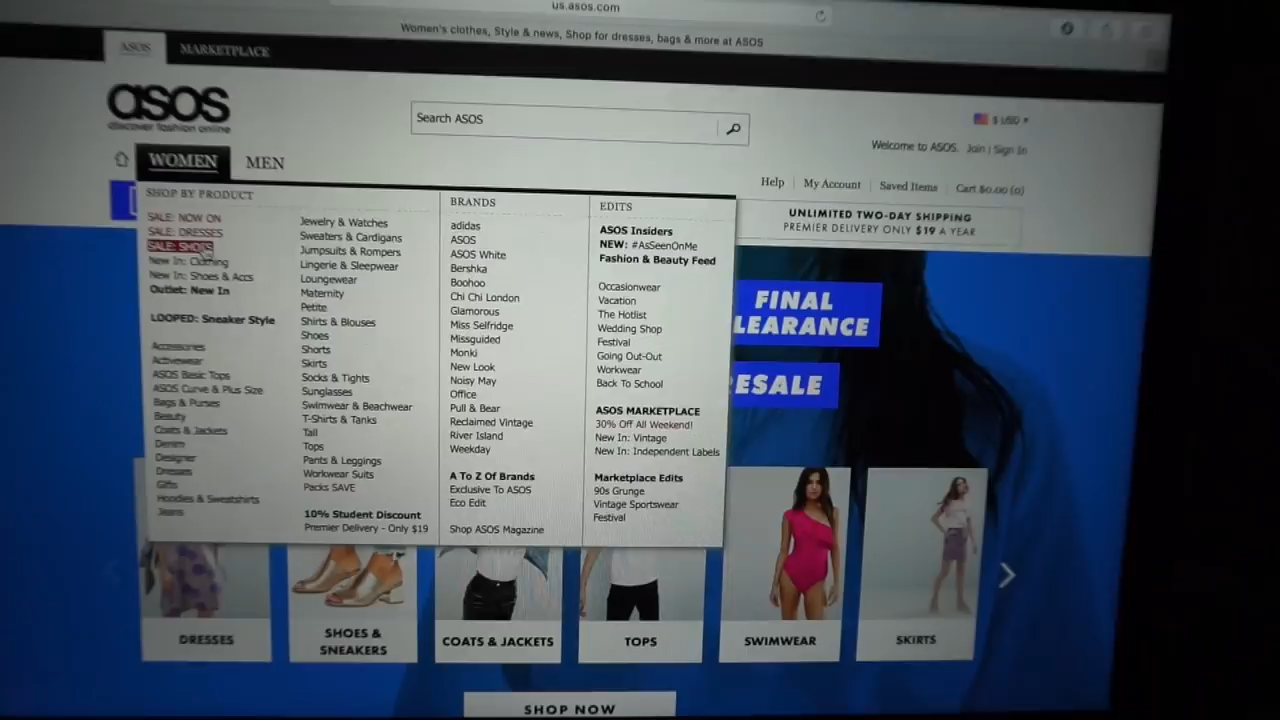 us.asos.com
Women's clothes, Style & news, Shop for dresses, bags & more at ASOS
ASOS
MARKETPLACE
asos
discover fashion online
Search ASOS
$ USD
Welcome to ASOS. Join | Sign In
WOMEN
MEN
Help
My Account
Saved Items
Cart $0.00 (0)
UNLIMITED TWO-DAY SHIPPING
PREMIER DELIVERY ONLY $19 A YEAR
SHOP BY PRODUCT
SALE: NOW ON
SALE: DRESSES
SALE: SHOES
New In: Clothing
New In: Shoes & Accs
Outlet: New In
LOOPED: Sneaker Style
Accessories
Activewear
ASOS Basic Tops
ASOS Curve & Plus Size
Bags & Purses
Beauty
Coats & Jackets
Denim
Designer
Dresses
Gifts
Hoodies & Sweatshirts
Jeans
Jewelry & Watches
Sweaters & Cardigans
Jumpsuits & Rompers
Lingerie & Sleepwear
Loungewear
Maternity
Petite
Shirts & Blouses
Shoes
Shorts
Skirts
Socks & Tights
Sunglasses
Swimwear & Beachwear
T-Shirts & Tanks
Tall
Tops
Pants & Leggings
Workwear Suits
Packs SAVE
10% Student Discount
Premier Delivery - Only $19
BRANDS
adidas
ASOS
ASOS White
Bershka
Boohoo
Chi Chi London
Glamorous
Miss Selfridge
Missguided
Monki
New Look
Noisy May
Office
Pull & Bear
Reclaimed Vintage
River Island
Weekday
A To Z Of Brands
Exclusive To ASOS
Eco Edit
Shop ASOS Magazine
EDITS
ASOS Insiders
NEW: #AsSeenOnMe
Fashion & Beauty Feed
Occasionwear
Vacation
The Hotlist
Wedding Shop
Festival
Going Out-Out
Workwear
Back To School
ASOS MARKETPLACE
30% Off All Weekend!
New In: Vintage
New In: Independent Labels
Marketplace Edits
90s Grunge
Vintage Sportswear
Festival
FINAL
LEARANCE
ESALE
DRESSES
SHOES &
SNEAKERS
COATS & JACKETS
TOPS
SWIMWEAR
SKIRTS
SHOP NOW